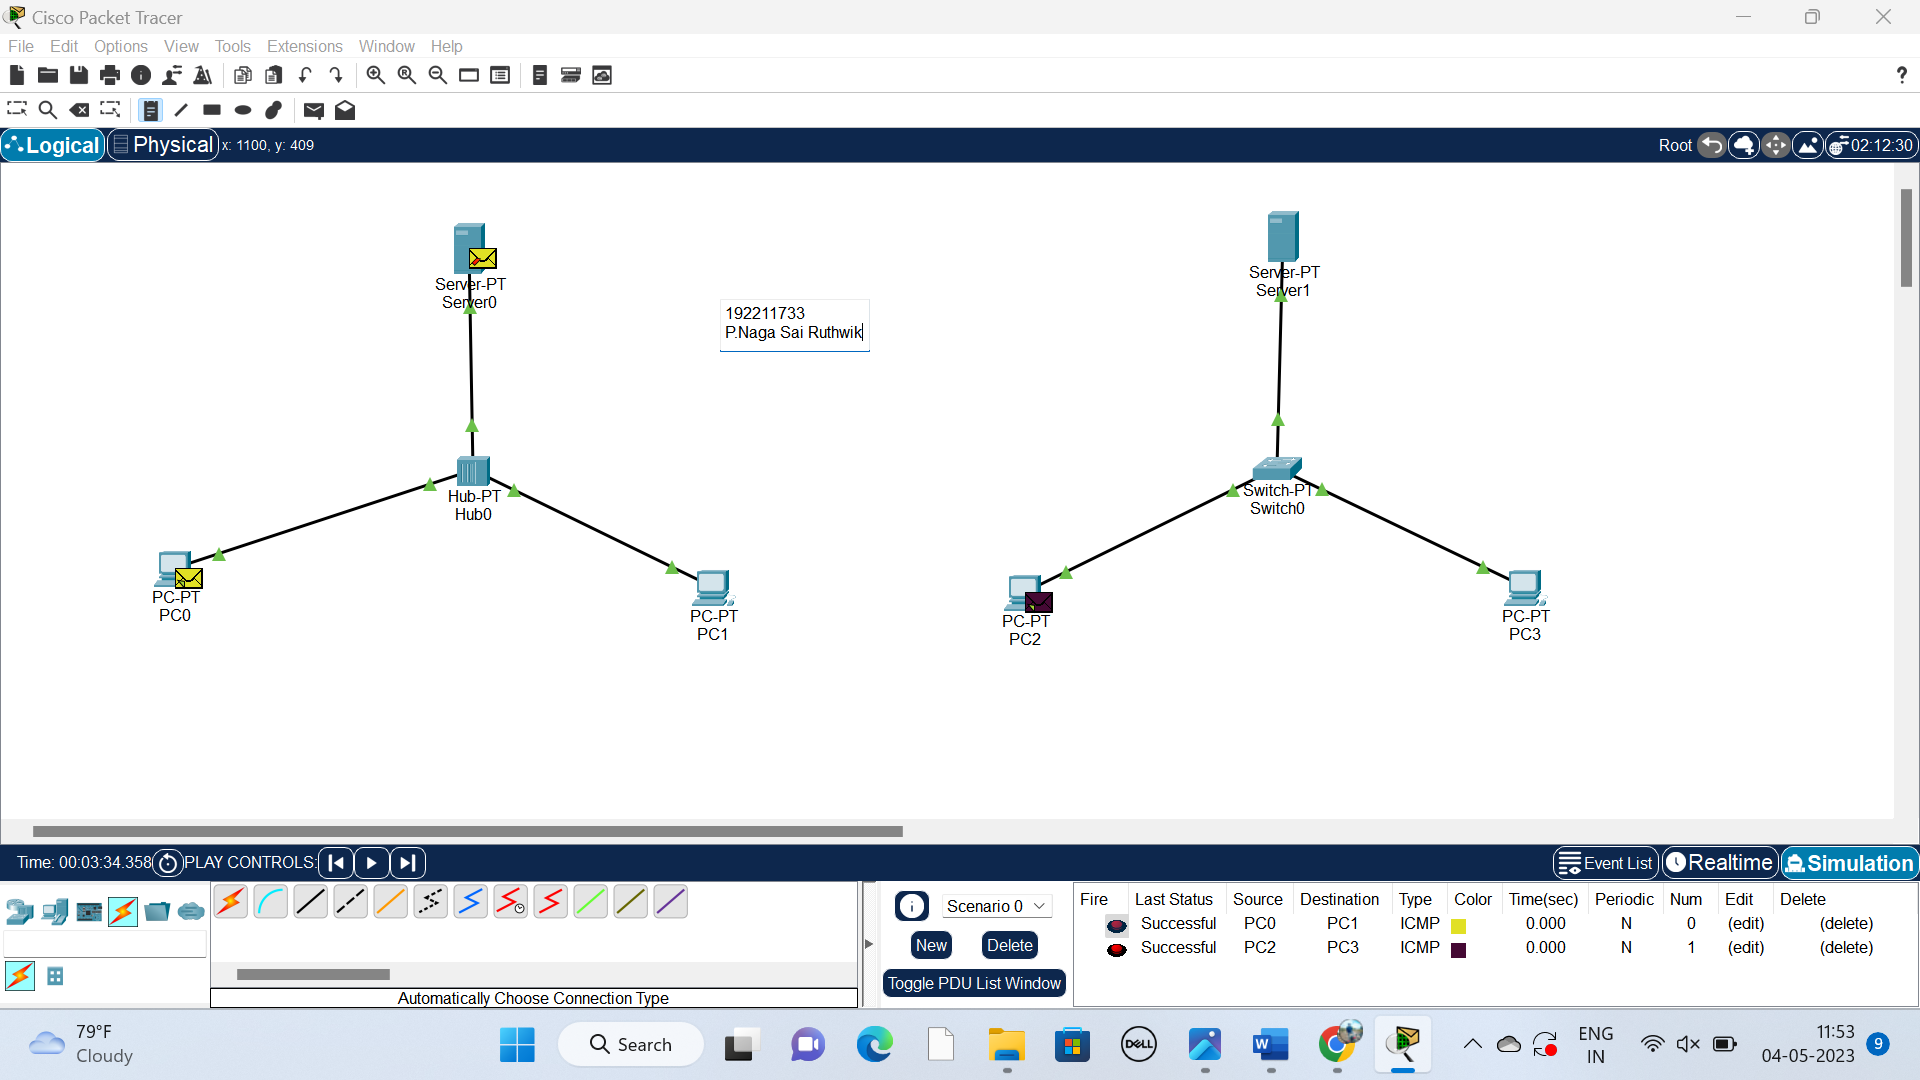 Cisco Packet Tracer
File Edit Options View Tools Extensions Window Help
?
Logical Physical x: 1100, y: 409 Root 02:12:30
Server-PT
Server0
Server-PT
Server1
192211733
P.Naga Sai Ruthwik
Hub-PT
Hub0
Switch-PT
Switch0
PC-PT
PC0
PC-PT
PC1
PC-PT
PC2
PC-PT
PC3
Time: 00:03:34.358 PLAY CONTROLS: Event List Realtime Simulation
Scenario 0
New Delete
Toggle PDU List Window
Fire Last Status Source Destination Type Color Time(sec) Periodic Num Edit Delete
Successful PC0 PC1 ICMP 0.000 N 0 (edit) (delete)
Successful PC2 PC3 ICMP 0.000 N 1 (edit) (delete)
Automatically Choose Connection Type
79°F
Cloudy
Search
DELL
W
ENG
IN
11:53
04-05-2023
9